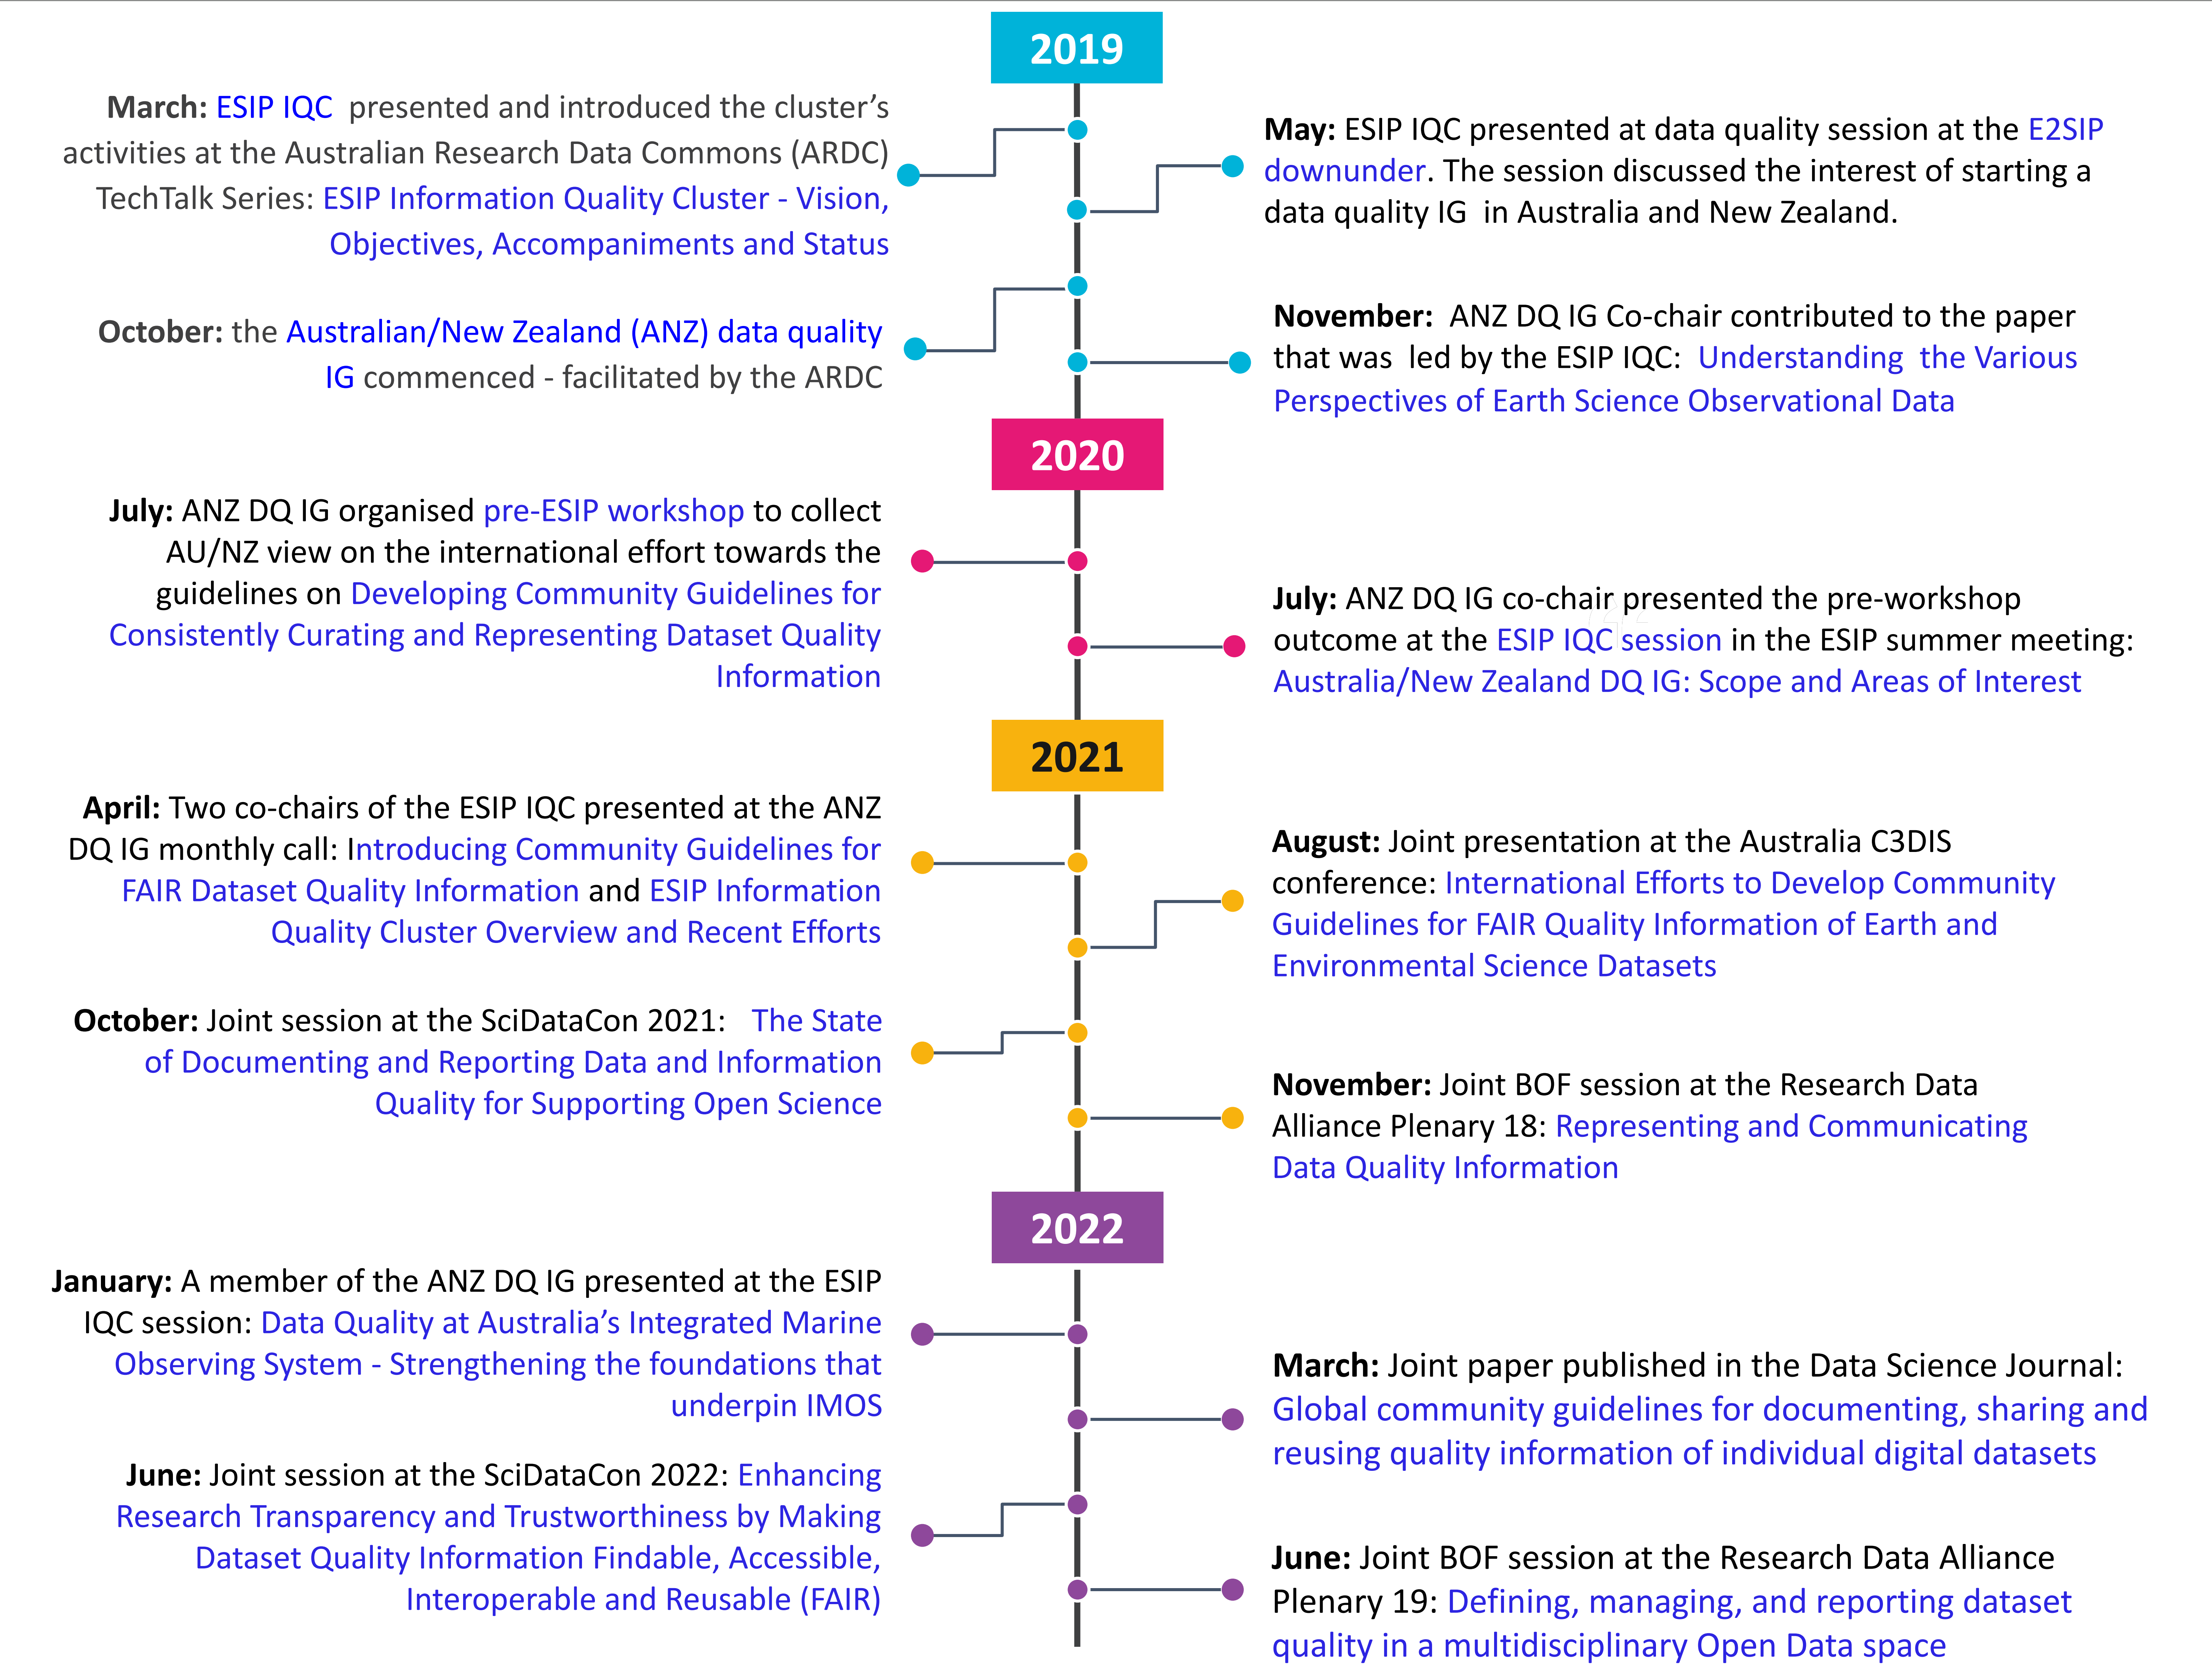 2019
March: ESIP IQC presented and introduced the cluster’s
activities at the Australian Research Data Commons (ARDC)
TechTalk Series: ESIP Information Quality Cluster - Vision,
Objectives, Accompaniments and Status
May: ESIP IQC presented at data quality session at the E2SIP
downunder. The session discussed the interest of starting a
data quality IG in Australia and New Zealand.
October: the Australian/New Zealand (ANZ) data quality
IG commenced - facilitated by the ARDC
November: ANZ DQ IG Co-chair contributed to the paper
that was led by the ESIP IQC: Understanding the Various
Perspectives of Earth Science Observational Data
2020
July: ANZ DQ IG organised pre-ESIP workshop to collect
AU/NZ view on the international effort towards the
guidelines on Developing Community Guidelines for
Consistently Curating and Representing Dataset Quality
Information
July: ANZ DQ IG co-chair presented the pre-workshop
outcome at the ESIP IQC session in the ESIP summer meeting:
Australia/New Zealand DQ IG: Scope and Areas of Interest
2021
April: Two co-chairs of the ESIP IQC presented at the ANZ
DQ IG monthly call: Introducing Community Guidelines for
FAIR Dataset Quality Information and ESIP Information
Quality Cluster Overview and Recent Efforts
August: Joint presentation at the Australia C3DIS
conference: International Efforts to Develop Community
Guidelines for FAIR Quality Information of Earth and
Environmental Science Datasets
October: Joint session at the SciDataCon 2021: The State
of Documenting and Reporting Data and Information
Quality for Supporting Open Science
November: Joint BOF session at the Research Data
Alliance Plenary 18: Representing and Communicating
Data Quality Information
2022
January: A member of the ANZ DQ IG presented at the ESIP
IQC session: Data Quality at Australia’s Integrated Marine
Observing System - Strengthening the foundations that
underpin IMOS
March: Joint paper published in the Data Science Journal:
Global community guidelines for documenting, sharing and
reusing quality information of individual digital datasets
June: Joint session at the SciDataCon 2022: Enhancing
Research Transparency and Trustworthiness by Making
Dataset Quality Information Findable, Accessible,
Interoperable and Reusable (FAIR)
June: Joint BOF session at the Research Data Alliance
Plenary 19: Defining, managing, and reporting dataset
quality in a multidisciplinary Open Data space